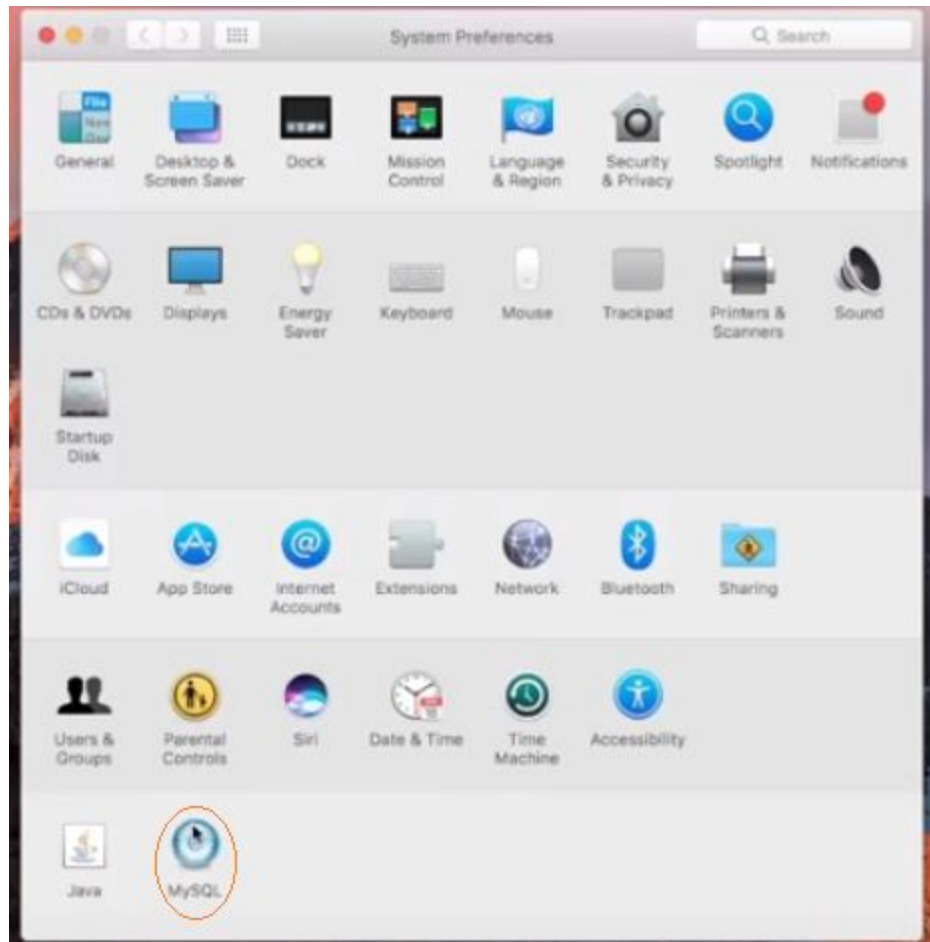 System Preferences
Search
File
New
General
Desktop &
Screen Saver
Dock
Mission
Control
Language
& Region
Security
& Privacy
Spotlight
Notifications
CDs & DVDs
Displays
Energy
Saver
Keyboard
Mouse
Trackpad
Printers &
Scanners
Sound
Startup
Disk
iCloud
App Store
Internet
Accounts
Extensions
Network
Bluetooth
Sharing
Users &
Groups
Parental
Controls
Siri
Date & Time
Time
Machine
Accessibility
Java
MySQL